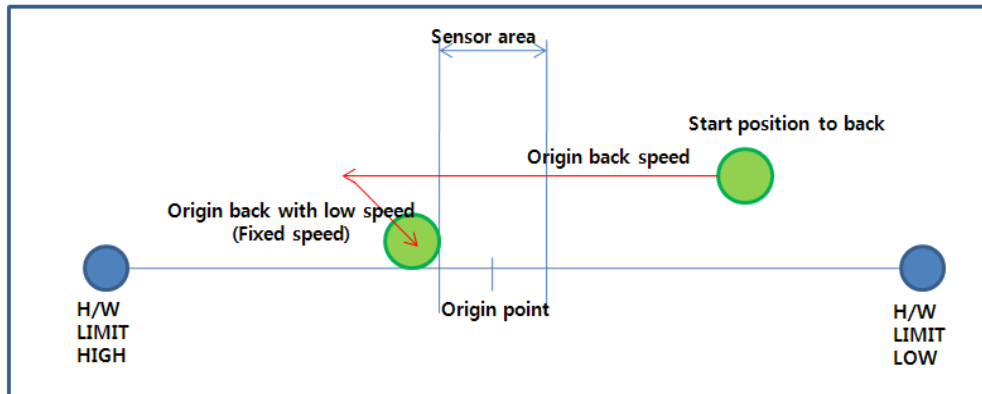 Sensor area
Start position to back
Origin back speed
Origin back with low speed
(Fixed speed)
Origin point
H/W
LIMIT
HIGH
H/W
LIMIT
LOW